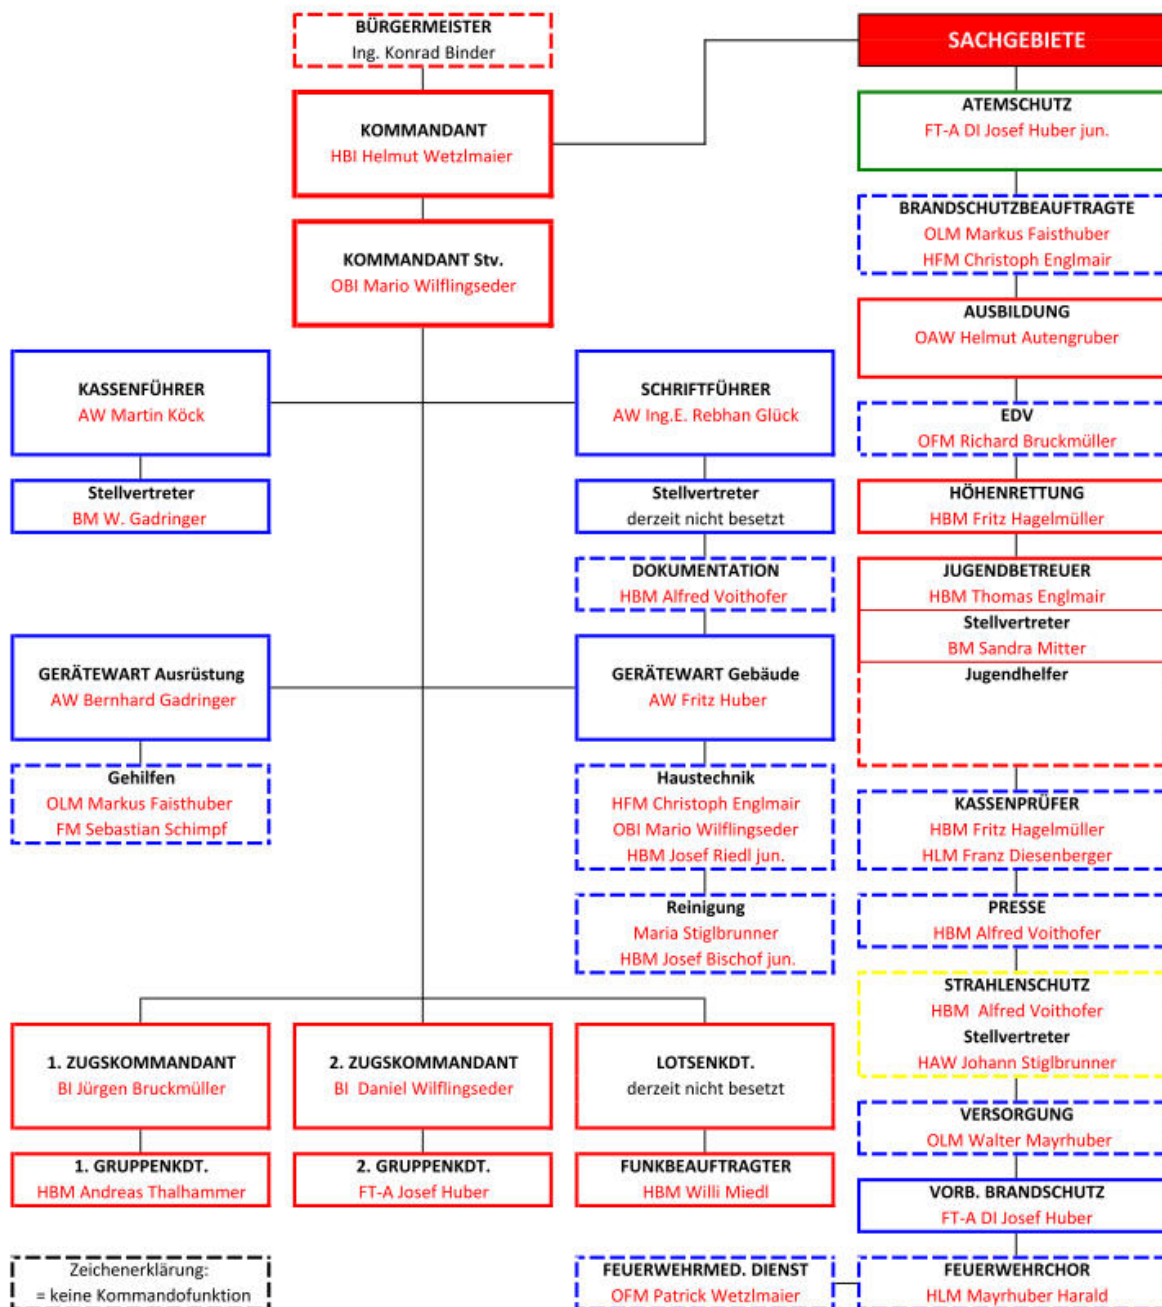 BÜRGERMEISTER
Ing. Konrad Binder
KOMMANDANT
HBI Helmut Wetzlmaier
KOMMANDANT Stv.
OBI Mario Wilflingseder
KASSENFÜHRER
AW Martin Köck
Stellvertreter
BM W. Gadringer
SCHRIFTFÜHRER
AW Ing.E. Rebhan Glück
Stellvertreter
derzeit nicht besetzt
DOKUMENTATION
HBM Alfred Voithofer
GERÄTEWART Ausrüstung
AW Bernhard Gadringer
Gehilfen
OLM Markus Faisthuber
FM Sebastian Schimpf
GERÄTEWART Gebäude
AW Fritz Huber
Haustechnik
HFM Christoph Englmair
OBI Mario Wilflingseder
HBM Josef Riedl jun.
Reinigung
Maria Stiglbrunner
HBM Josef Bischof jun.
1. ZUGSKOMMANDANT
BI Jürgen Bruckmüller
1. GRUPPENKDT.
HBM Andreas Thalhammer
2. ZUGSKOMMANDANT
BI  Daniel Wilflingseder
2. GRUPPENKDT.
FT-A Josef Huber
LOTSENKDT.
derzeit nicht besetzt
FUNKBEAUFTRAGTER
HBM Willi Miedl
SACHGEBIETE
ATEMSCHUTZ
FT-A DI Josef Huber jun.
BRANDSCHUTZBEAUFTRAGTE
OLM Markus Faisthuber
HFM Christoph Englmair
AUSBILDUNG
OAW Helmut Autengruber
EDV
OFM Richard Bruckmüller
HÖHENRETTUNG
HBM Fritz Hagelmüller
JUGENDBETREUER
HBM Thomas Englmair
Stellvertreter
BM Sandra Mitter
Jugendhelfer
KASSENPRÜFER
HBM Fritz Hagelmüller
HLM Franz Diesenberger
PRESSE
HBM Alfred Voithofer
STRAHLENSCHUTZ
HBM  Alfred Voithofer
Stellvertreter
HAW Johann Stiglbrunner
VERSORGUNG
OLM Walter Mayrhuber
VORB. BRANDSCHUTZ
FT-A DI Josef Huber
FEUERWEHRCHOR
HLM Mayrhuber Harald
FEUERWEHRMED. DIENST
OFM Patrick Wetzlmaier
Zeichenerklärung:
= keine Kommandofunktion